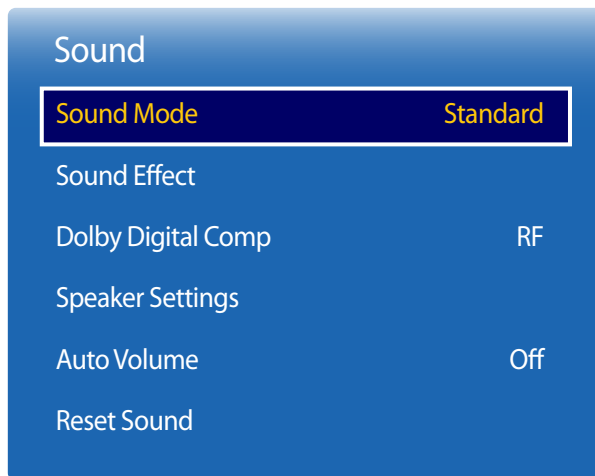 Sound
Sound Mode Standard
Sound Effect
Dolby Digital Comp RF
Speaker Settings
Auto Volume Off
Reset Sound